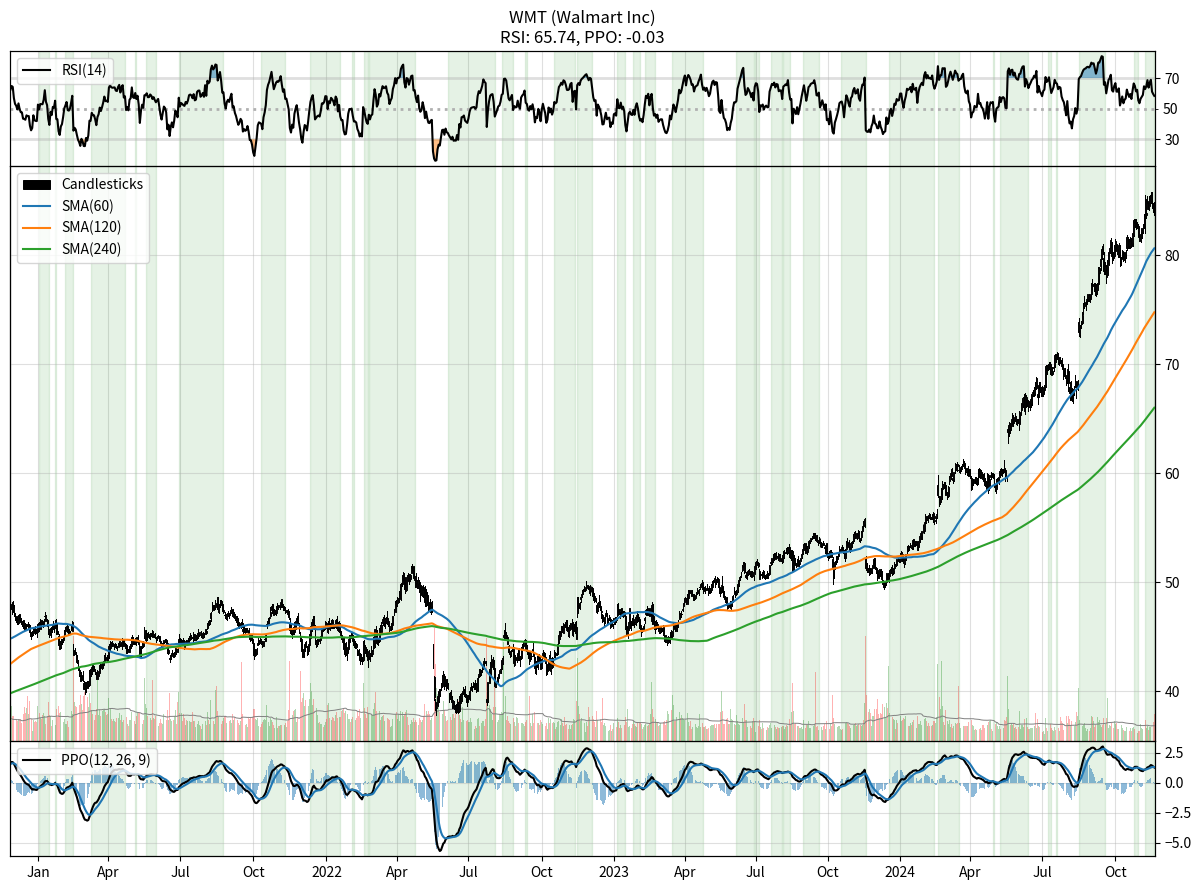 WMT (Walmart Inc)
RSI: 65.74, PPO: -0.03
RSI(14)
70
50
30
Candlesticks
SMA(60)
SMA(120)
SMA(240)
80
70
60
50
40
PPO(12, 26, 9)
2.5
0.0
−2.5
−5.0
Jan Apr Jul Oct 2022 Apr Jul Oct 2023 Apr Jul Oct 2024 Apr Jul Oct